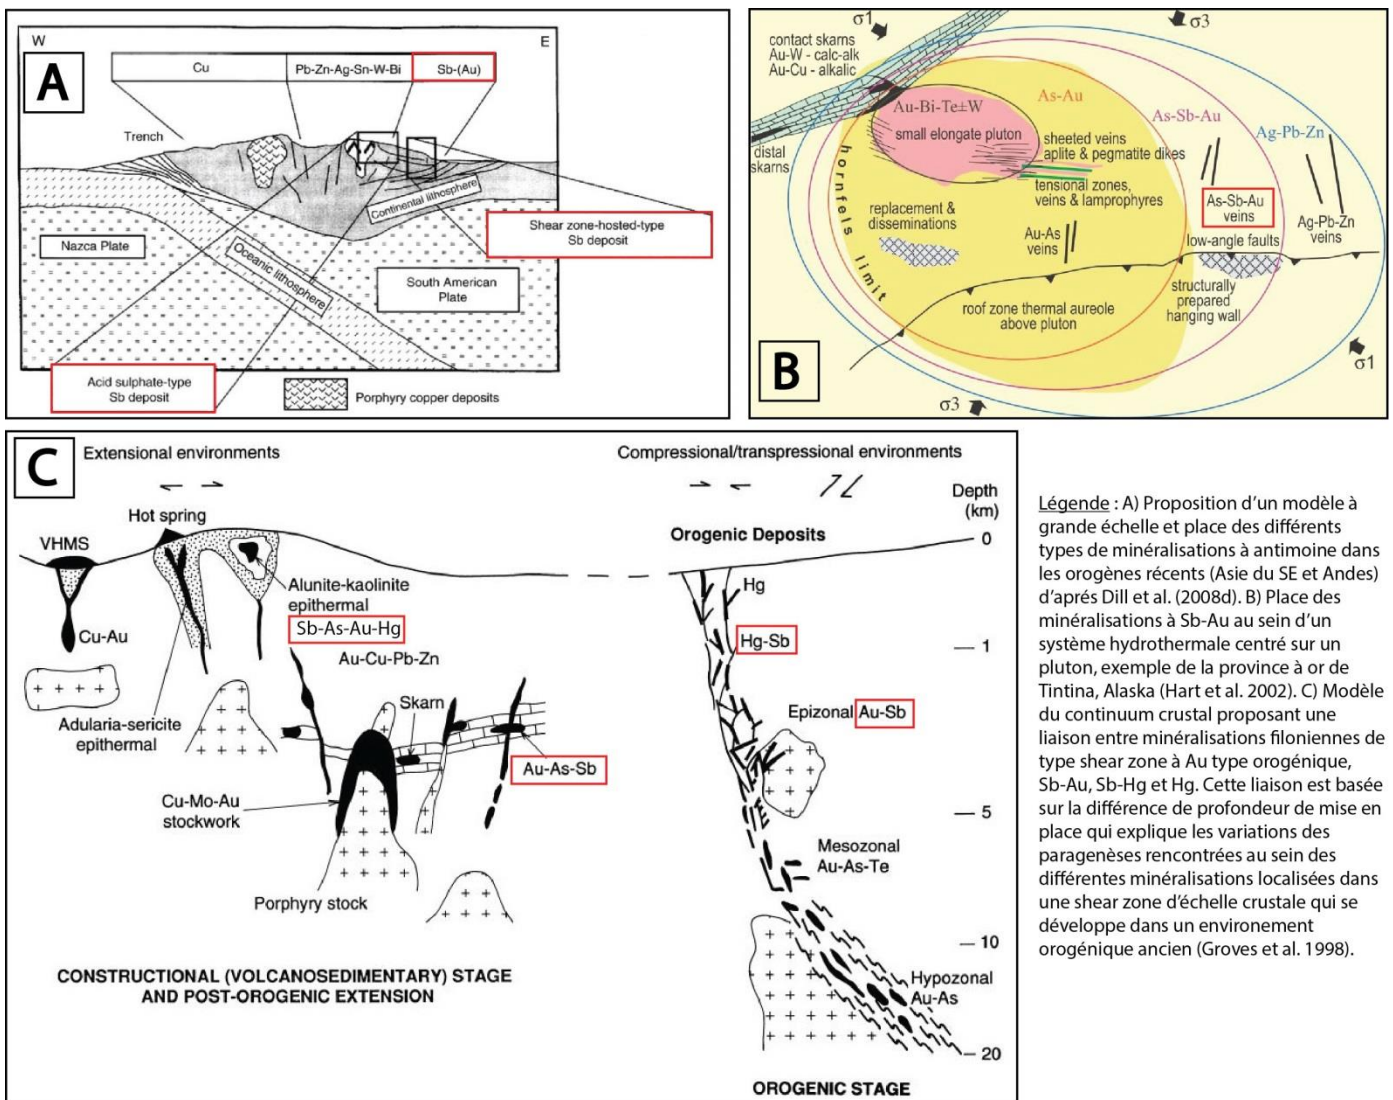 W
E
A
Cu
Pb-Zn-Ag-Sn-W-Bi
Sb-(Au)
Trench
Continental lithosphere
Shear zone-hosted-type
Sb deposit
Nazca Plate
Oceanic lithosphere
South American
Plate
Acid sulphate-type
Sb deposit
Porphyry copper deposits
σ1
σ3
contact skarns
Au-W - calc-alk
Au-Cu - alkalic
Au-Bi-Te±W
As-Au
As-Sb-Au
Ag-Pb-Zn
small elongate pluton
sheeted veins
aplite & pegmatite dikes
distal
skarns
tensional zones,
veins & lamprophyres
hornfels limit
replacement &
disseminations
Au-As
veins
As-Sb-Au
veins
Ag-Pb-Zn
veins
low-angle faults
structurally
prepared
hanging wall
roof zone thermal aureole
above pluton
B
σ1
σ3
C
Extensional environments
Compressional/transpressional environments
Depth
(km)
Hot spring
VHMS
Orogenic Deposits
0
Hg
Alunite-kaolinite
epithermal
Sb-As-Au-Hg
Cu-Au
Hg-Sb
1
Au-Cu-Pb-Zn
Skarn
Epizonal Au-Sb
Adularia-sericite
epithermal
Au-As-Sb
Cu-Mo-Au
stockwork
5
Mesozonal
Au-As-Te
Porphyry stock
10
Hypozonal
Au-As
CONSTRUCTIONAL (VOLCANOSEDIMENTARY) STAGE
AND POST-OROGENIC EXTENSION
20
OROGENIC STAGE
Légende : A) Proposition d'un modèle à
grande échelle et place des différents
types de minéralisations à antimoine dans
les orogènes récents (Asie du SE et Andes)
d'aprés Dill et al. (2008d). B) Place des
minéralisations à Sb-Au au sein d'un
système hydrothermale centré sur un
pluton, exemple de la province à or de
Tintina, Alaska (Hart et al. 2002). C) Modèle
du continuum crustal proposant une
liaison entre minéralisations filoniennes de
type shear zone à Au type orogénique,
Sb-Au, Sb-Hg et Hg. Cette liaison est basée
sur la différence de profondeur de mise en
place qui explique les variations des
paragenèses rencontrées au sein des
différentes minéralisations localisées dans
une shear zone d'échelle crustale qui se
développe dans un environement
orogénique ancien (Groves et al. 1998).